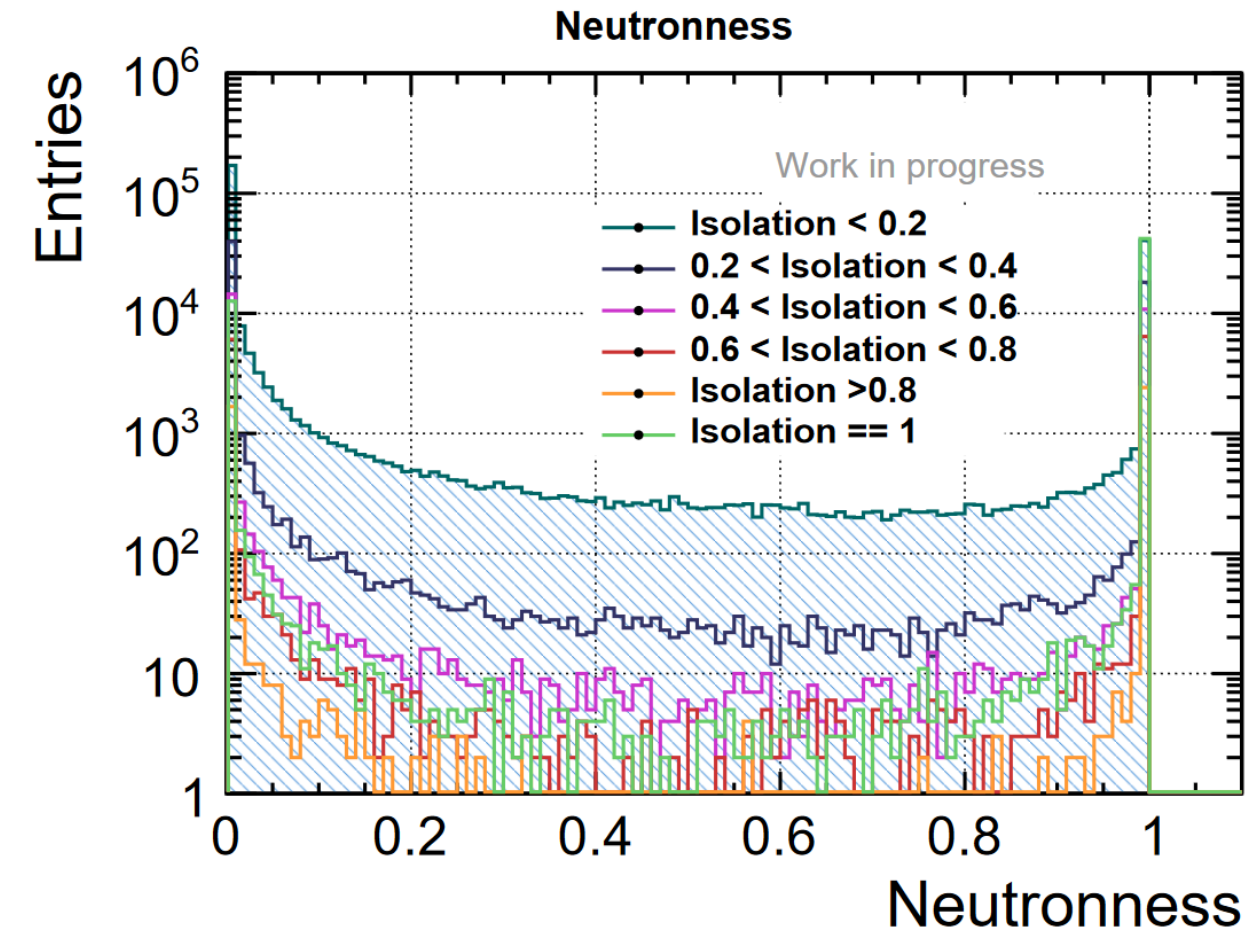 Neutronness
Entries
10^6
10^5
10^4
10^3
10^2
10
1
Work in progress
Isolation < 0.2
0.2 < Isolation < 0.4
0.4 < Isolation < 0.6
0.6 < Isolation < 0.8
Isolation >0.8
Isolation == 1
0 0.2 0.4 0.6 0.8 1
Neutronness